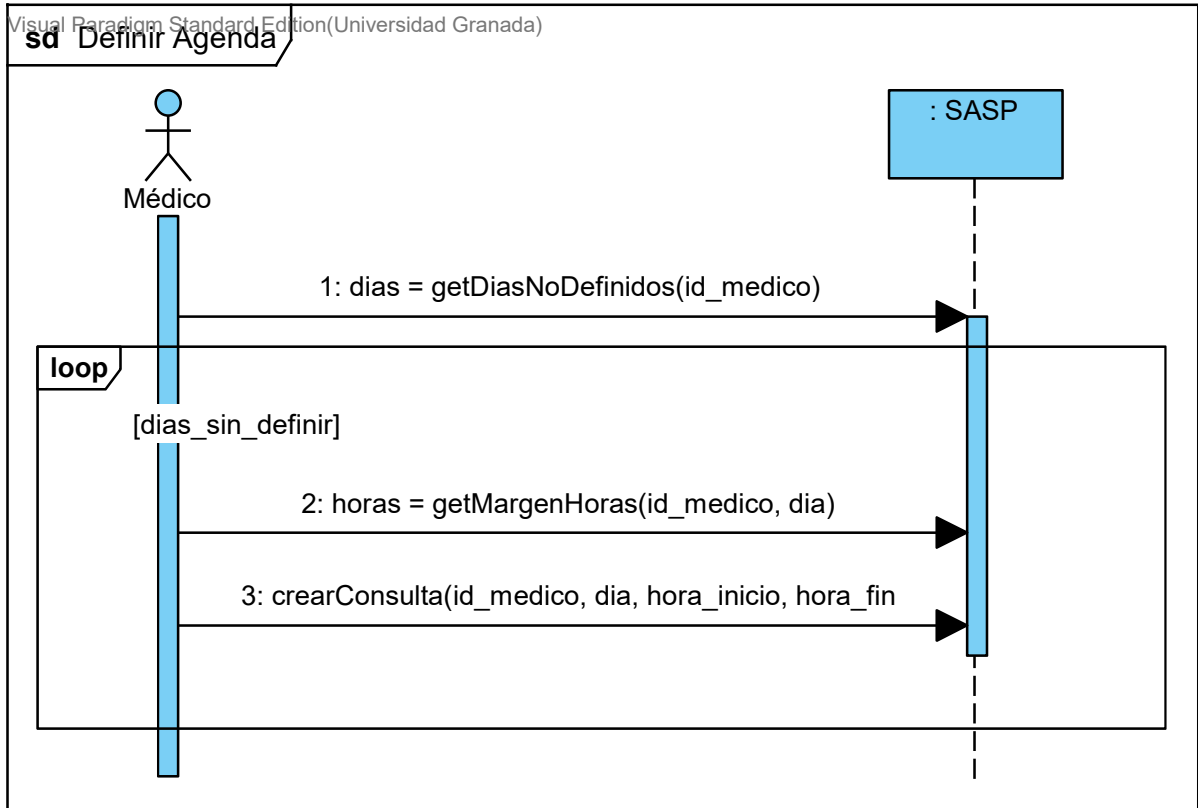 Visual Paradigm Standard Edition(Universidad Granada)
sd Definir Agenda
: SASP
Médico
1: dias = getDiasNoDefinidos(id_medico)
loop
[dias_sin_definir]
2: horas = getMargenHoras(id_medico, dia)
3: crearConsulta(id_medico, dia, hora_inicio, hora_fin